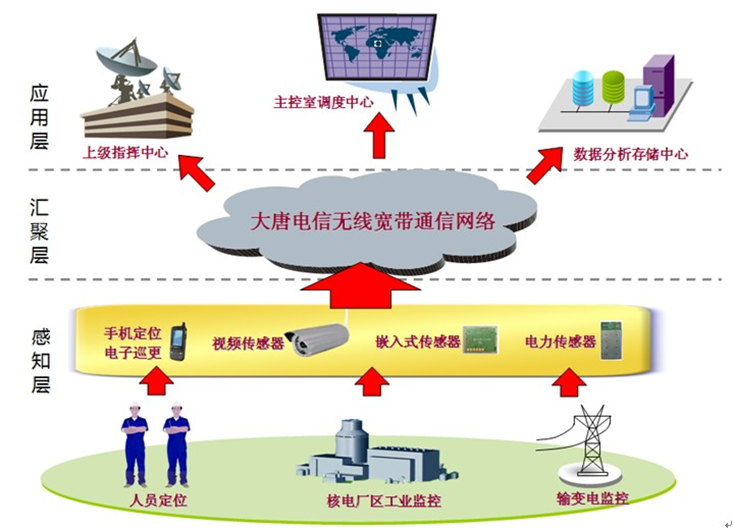 应用层
上级指挥中心
主控室调度中心
数据分析存储中心
汇聚层
大唐电信无线宽带通信网络
感知层
手机定位
电子巡更
视频传感器
嵌入式传感器
电力传感器
人员定位
核电厂区工业监控
输变电监控